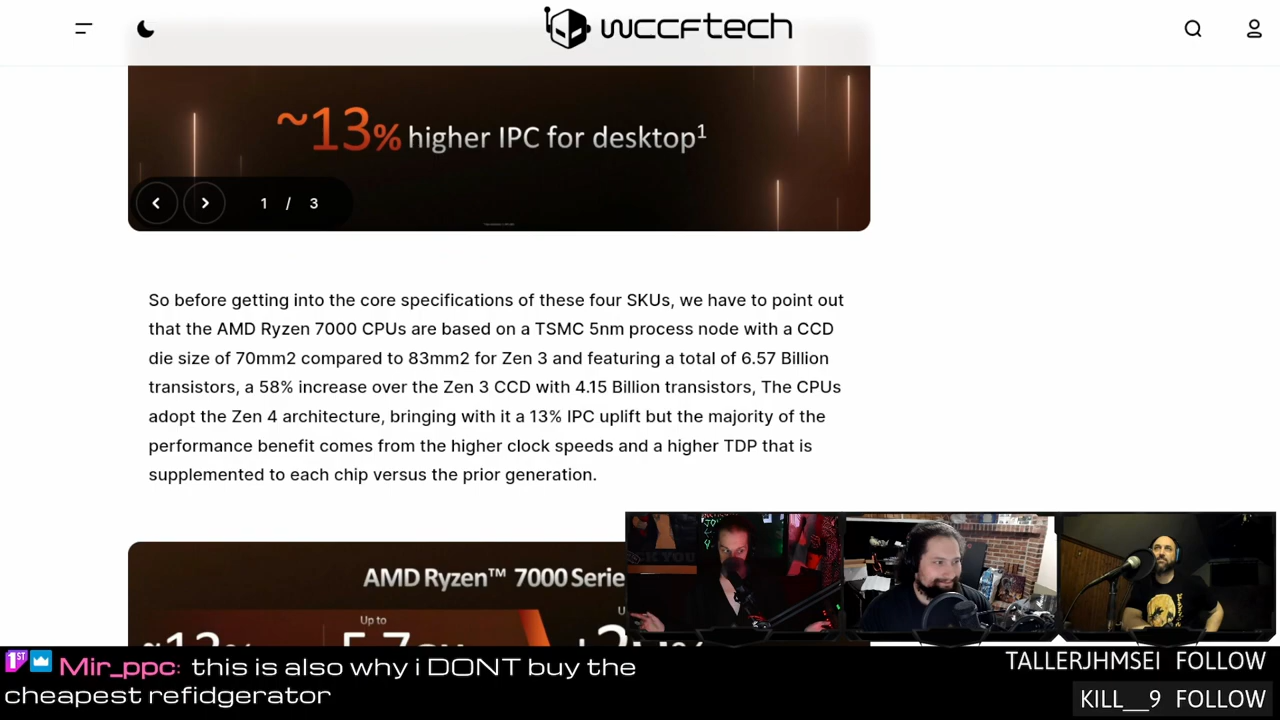 wccftech
~13% higher IPC for desktop1
1 / 3
So before getting into the core specifications of these four SKUs, we have to point out
that the AMD Ryzen 7000 CPUs are based on a TSMC 5nm process node with a CCD
die size of 70mm2 compared to 83mm2 for Zen 3 and featuring a total of 6.57 Billion
transistors, a 58% increase over the Zen 3 CCD with 4.15 Billion transistors, The CPUs
adopt the Zen 4 architecture, bringing with it a 13% IPC uplift but the majority of the
performance benefit comes from the higher clock speeds and a higher TDP that is
supplemented to each chip versus the prior generation.
AMD Ryzen™ 7000 Serie
Up to
1ST Mir_ppc: this is also why i DONT buy the
cheapest refidgerator
TALLERJHMSEI FOLLOW
KILL__9 FOLLOW